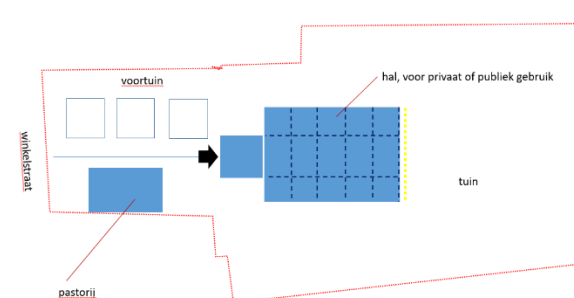 voortuin
hal, voor privaat of publiek gebruik
winkelstraat
tuin
pastorij